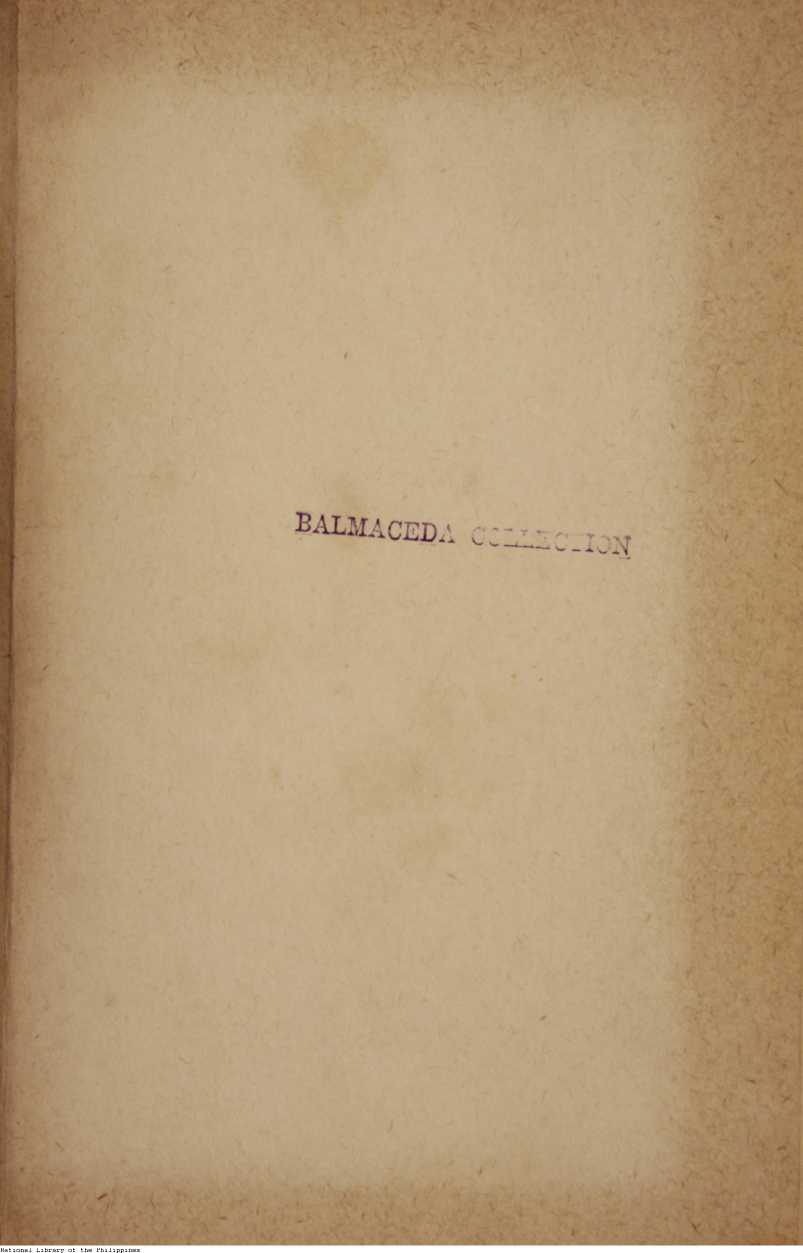 BALMACEDA COLLECTION
National Library of the Philippines